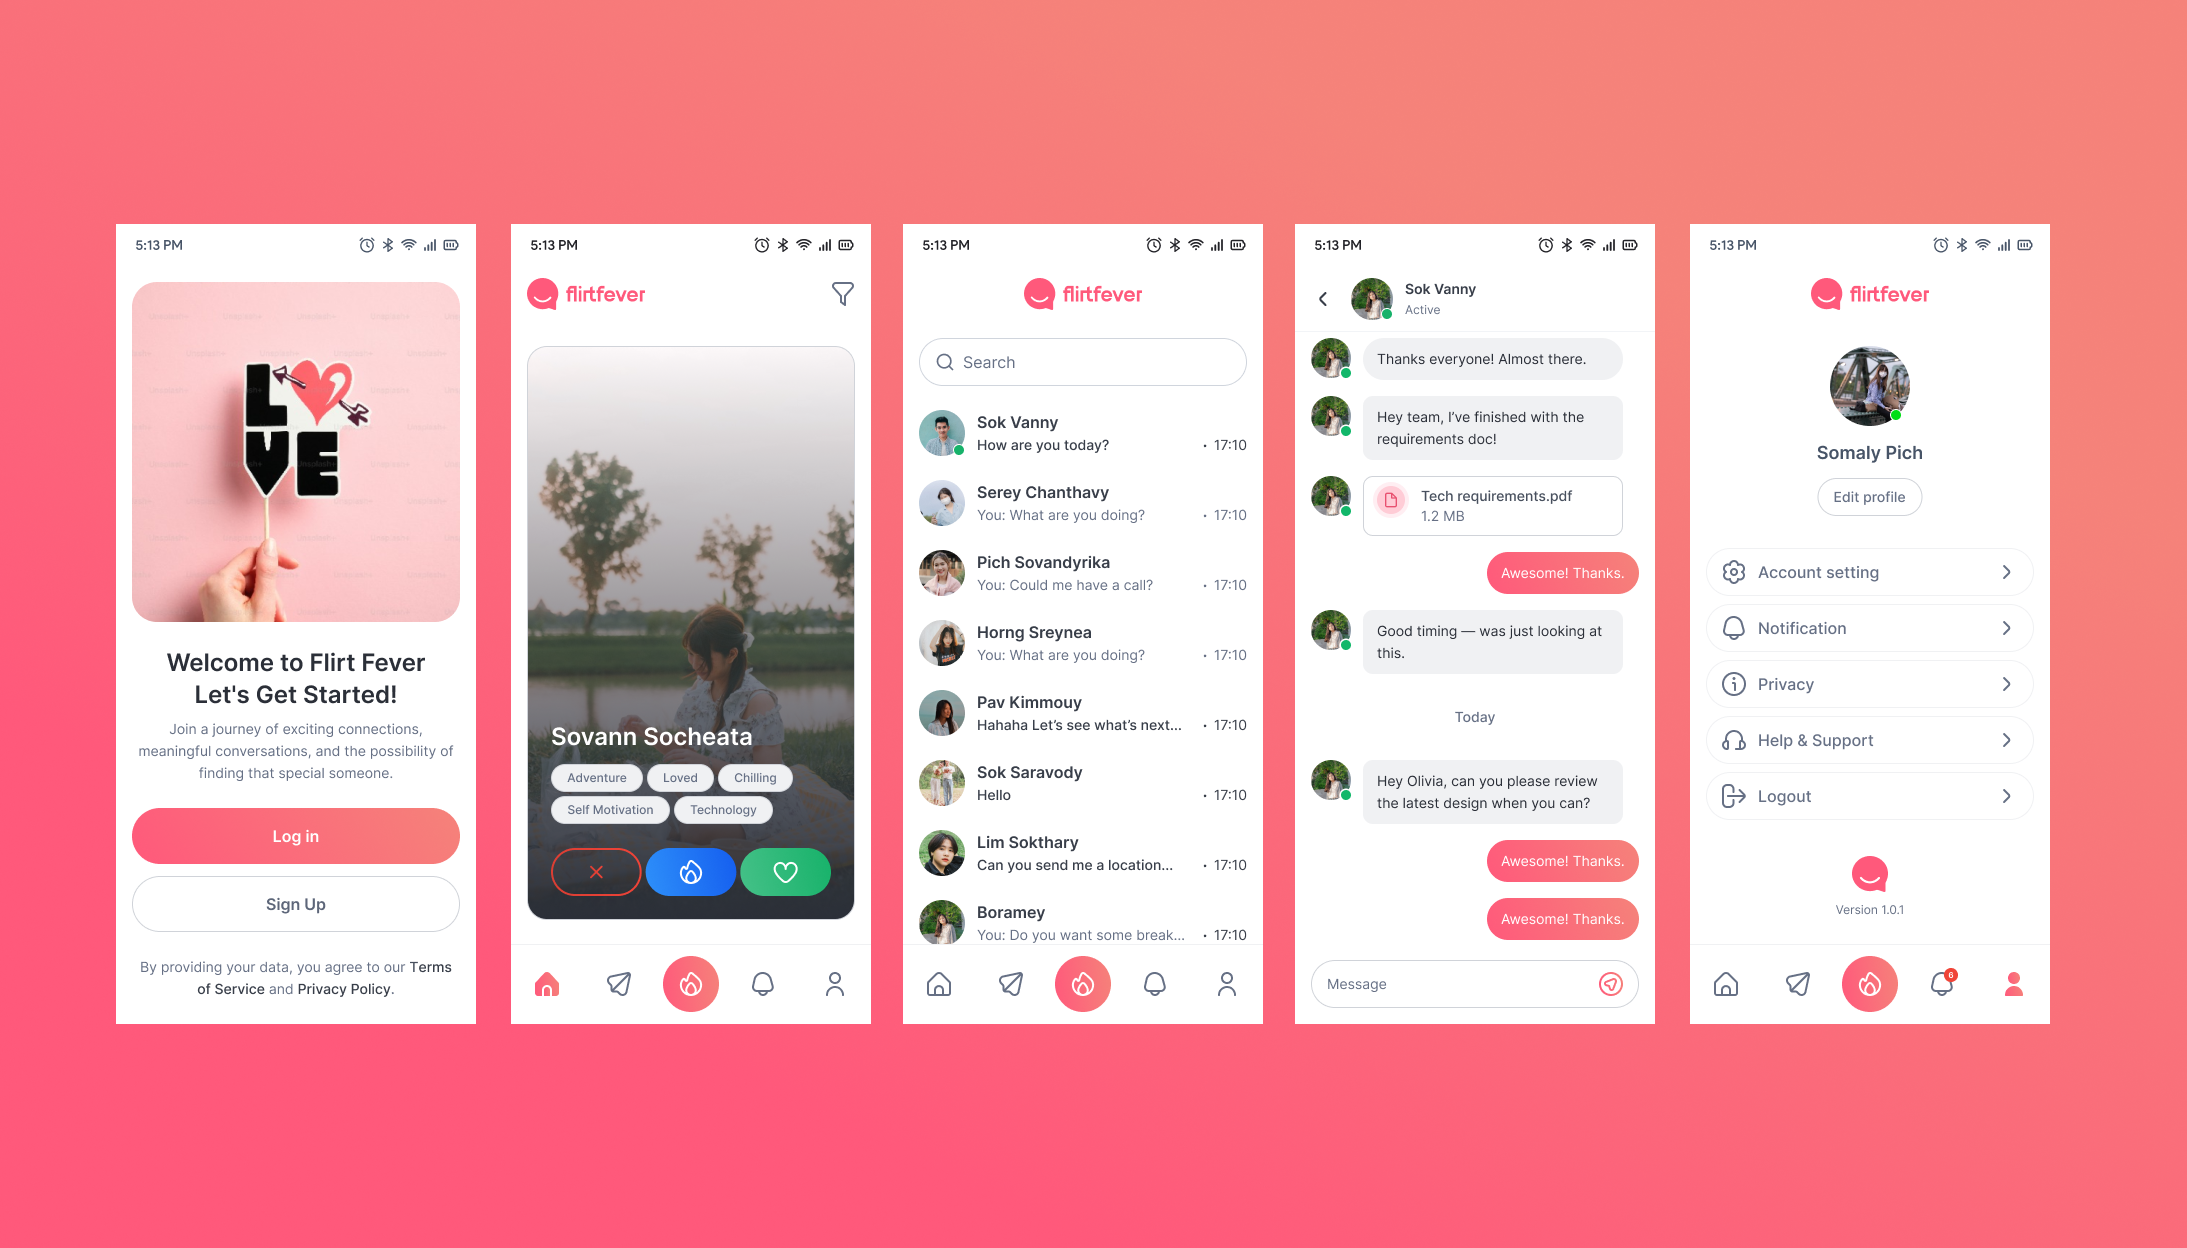 5:13 PM
LOVE
Welcome to Flirt Fever
Let's Get Started!
Join a journey of exciting connections,
meaningful conversations, and the possibility of
finding that special someone.
Log in
Sign Up
By providing your data, you agree to our Terms
of Service and Privacy Policy.
5:13 PM
flirtfever
Sovann Socheata
Adventure
Loved
Chilling
Self Motivation
Technology
5:13 PM
flirtfever
Search
Sok Vanny
How are you today? • 17:10
Serey Chanthavy
You: What are you doing? • 17:10
Pich Sovandyrika
You: Could me have a call? • 17:10
Horng Sreynea
You: What are you doing? • 17:10
Pav Kimmouy
Hahaha Let’s see what’s next... • 17:10
Sok Saravody
Hello • 17:10
Lim Sokthary
Can you send me a location... • 17:10
Boramey
You: Do you want some break... • 17:10
5:13 PM
Sok Vanny
Active
Thanks everyone! Almost there.
Hey team, I’ve finished with the
requirements doc!
Tech requirements.pdf
1.2 MB
Awesome! Thanks.
Good timing — was just looking at
this.
Today
Hey Olivia, can you please review
the latest design when you can?
Awesome! Thanks.
Awesome! Thanks.
Message
5:13 PM
flirtfever
Somaly Pich
Edit profile
Account setting
Notification
Privacy
Help & Support
Logout
Version 1.0.1
6